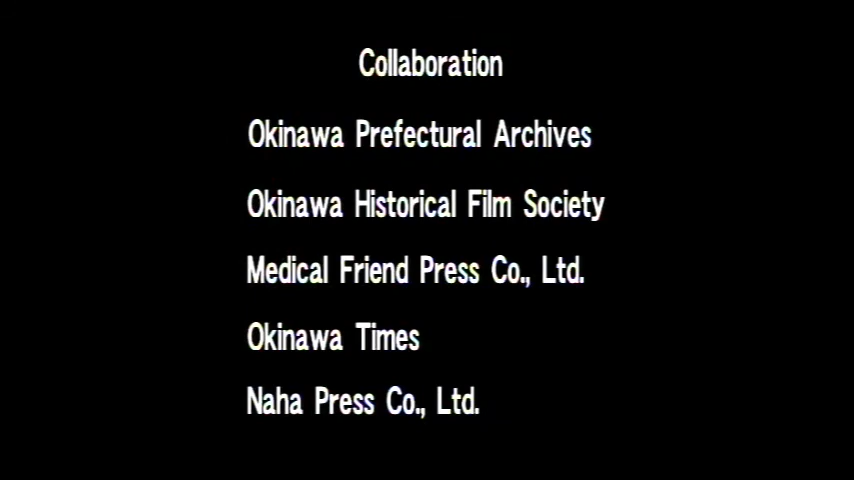 Collaboration
Okinawa Prefectural Archives
Okinawa Historical Film Society
Medical Friend Press Co., Ltd.
Okinawa Times
Naha Press Co., Ltd.